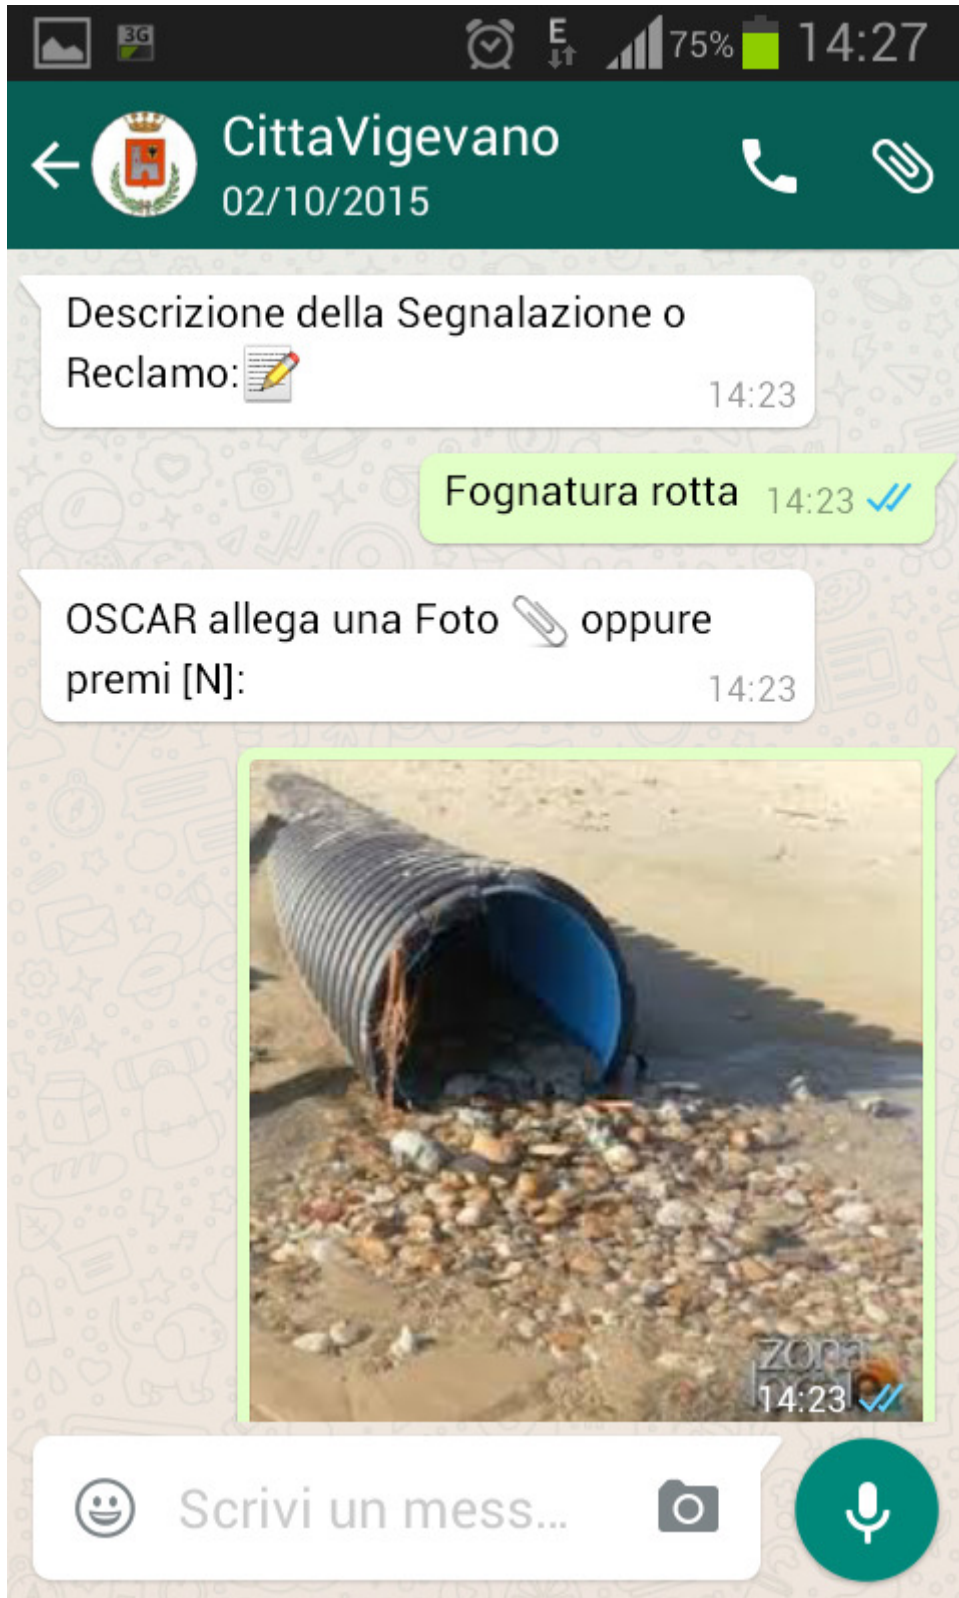 3G
E
75%
14:27
CittaVigevano
02/10/2015
Descrizione della Segnalazione o
Reclamo:
14:23
Fognatura rotta 14:23
OSCAR allega una Foto oppure
premi [N]:
14:23
zona
14:23
Scrivi un mess...